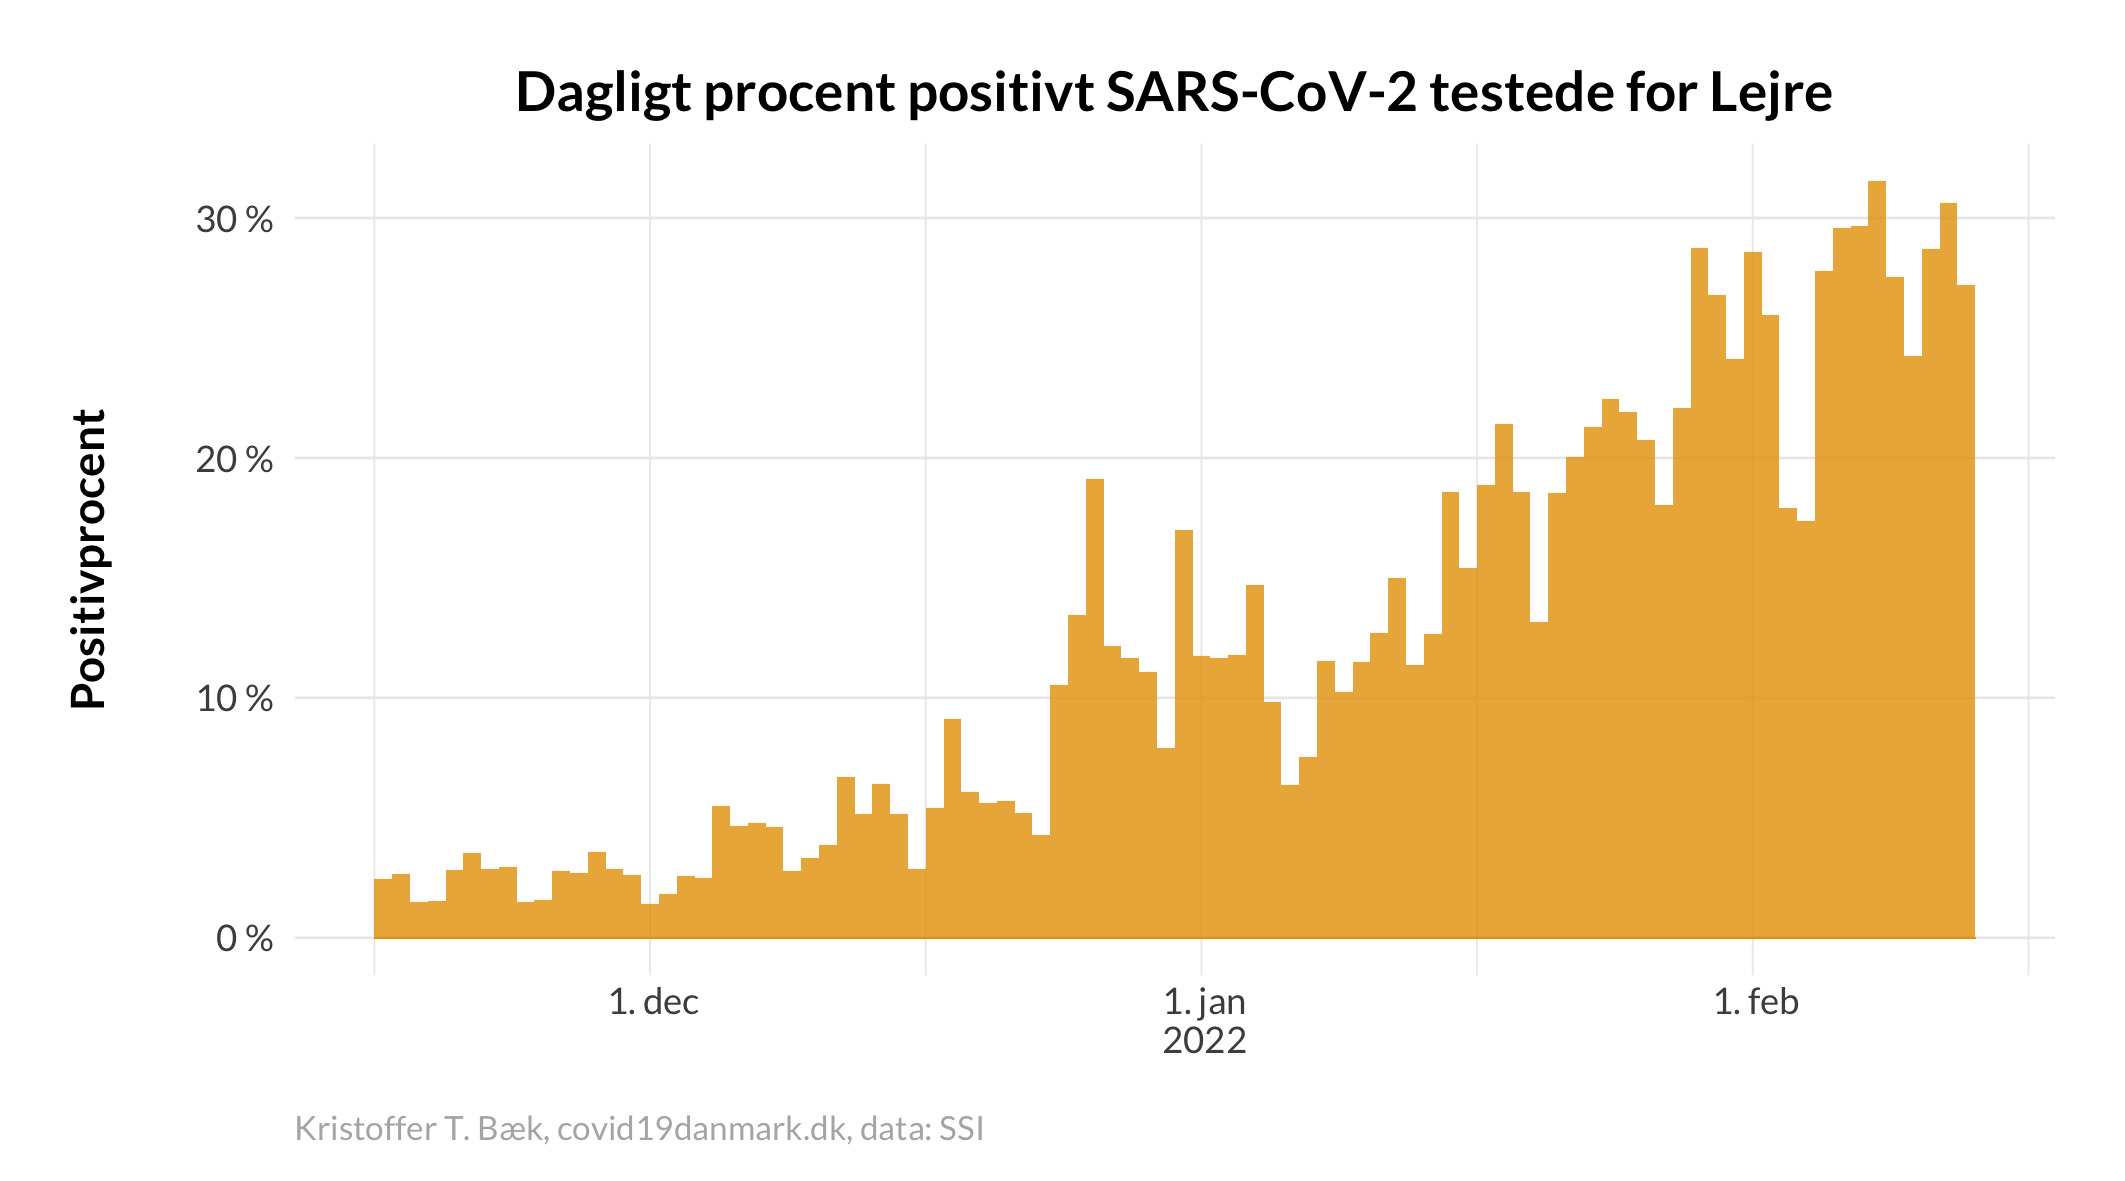 Dagligt procent positivt SARS-CoV-2 testede for Lejre
Positivprocent
30 %
20 %
10 %
0 %
1. dec
1. jan
2022
1. feb
Kristoffer T. Bæk, covid19danmark.dk, data: SSI